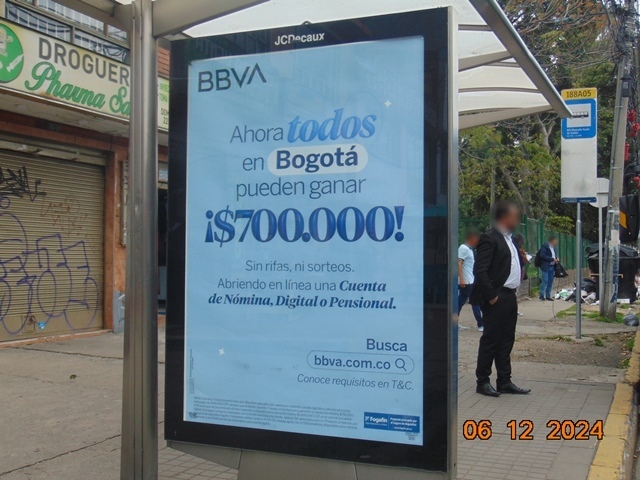 JCDecaux
DROGUER
Pharma Sa
BBVA
Ahora todos
en Bogotá
pueden ganar
¡$700.000!
Sin rifas, ni sorteos.
Abriendo en línea una Cuenta
de Nómina, Digital o Pensional.
Busca
bbva.com.co
Conoce requisitos en T&C.
Fogafín
188A05
06 12 2024